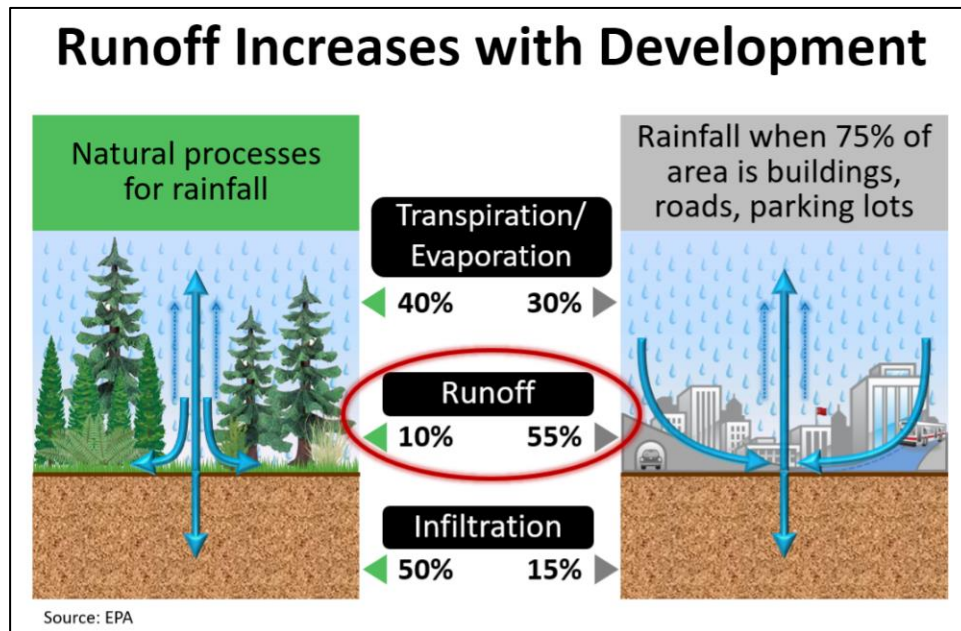 Runoff Increases with Development
Natural processes
for rainfall
Rainfall when 75% of
area is buildings,
roads, parking lots
Transpiration/
Evaporation
40% 30%
Runoff
10% 55%
Infiltration
50% 15%
Source: EPA